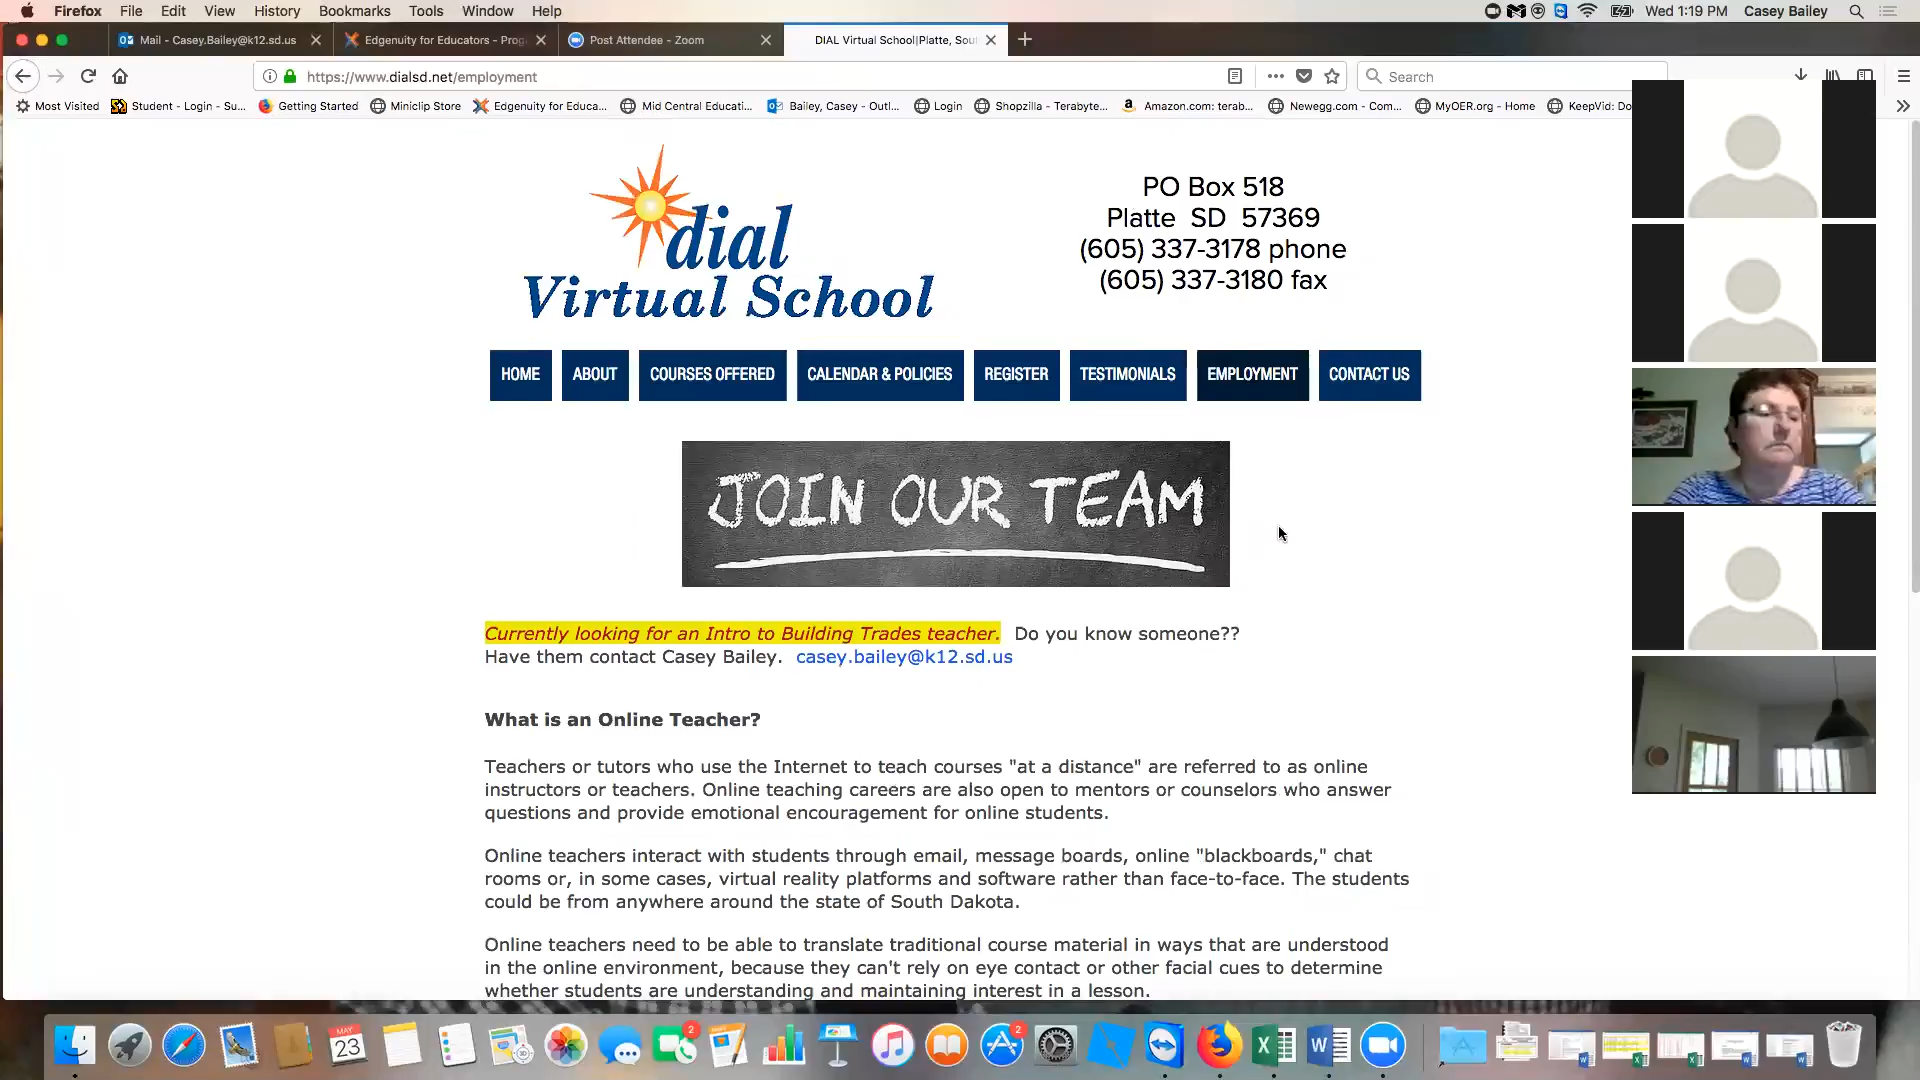 Firefox File Edit View History Bookmarks Tools Window Help
Wed 1:19 PM Casey Bailey
Mail - Casey.Bailey@k12.sd.us
Edgenuity for Educators - Prog
Post Attendee - Zoom
DIAL Virtual School|Platte, Sou
https://www.dialsd.net/employment
Search
Most Visited
Student - Login - Su...
Getting Started
Miniclip Store
Edgenuity for Educa...
Mid Central Educati...
Bailey, Casey - Outl...
Login
Shopzilla - Terabyte...
Amazon.com: terab...
Newegg.com - Com...
MyOER.org - Home
KeepVid: Do
dial
Virtual School
PO Box 518
Platte SD 57369
(605) 337-3178 phone
(605) 337-3180 fax
HOME
ABOUT
COURSES OFFERED
CALENDAR & POLICIES
REGISTER
TESTIMONIALS
EMPLOYMENT
CONTACT US
JOIN OUR TEAM
Currently looking for an Intro to Building Trades teacher. Do you know someone??
Have them contact Casey Bailey. casey.bailey@k12.sd.us
What is an Online Teacher?
Teachers or tutors who use the Internet to teach courses "at a distance" are referred to as online
instructors or teachers. Online teaching careers are also open to mentors or counselors who answer
questions and provide emotional encouragement for online students.
Online teachers interact with students through email, message boards, online "blackboards," chat
rooms or, in some cases, virtual reality platforms and software rather than face-to-face. The students
could be from anywhere around the state of South Dakota.
Online teachers need to be able to translate traditional course material in ways that are understood
in the online environment, because they can't rely on eye contact or other facial cues to determine
whether students are understanding and maintaining interest in a lesson.
MAY
23
2
2